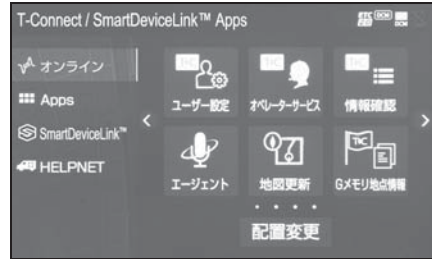 T-Connect / SmartDeviceLink™ Apps
ETC DCM
オンライン
Apps
SmartDeviceLink™
HELPNET
T×C ユーザー設定
T×C オペレーターサービス
T×C 情報確認
エージェント
地図更新
T×C Gメモリ地点情報
配置変更